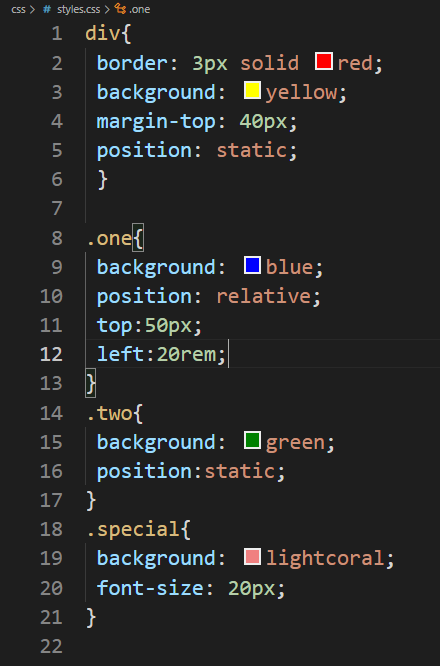 css > # styles.css > .one
1 div{
2 border: 3px solid red;
3 background: yellow;
4 margin-top: 40px;
5 position: static;
6 }
7
8 .one{
9 background: blue;
10 position: relative;
11 top:50px;
12 left:20rem;
13 }
14 .two{
15 background: green;
16 position:static;
17 }
18 .special{
19 background: lightcoral;
20 font-size: 20px;
21 }
22